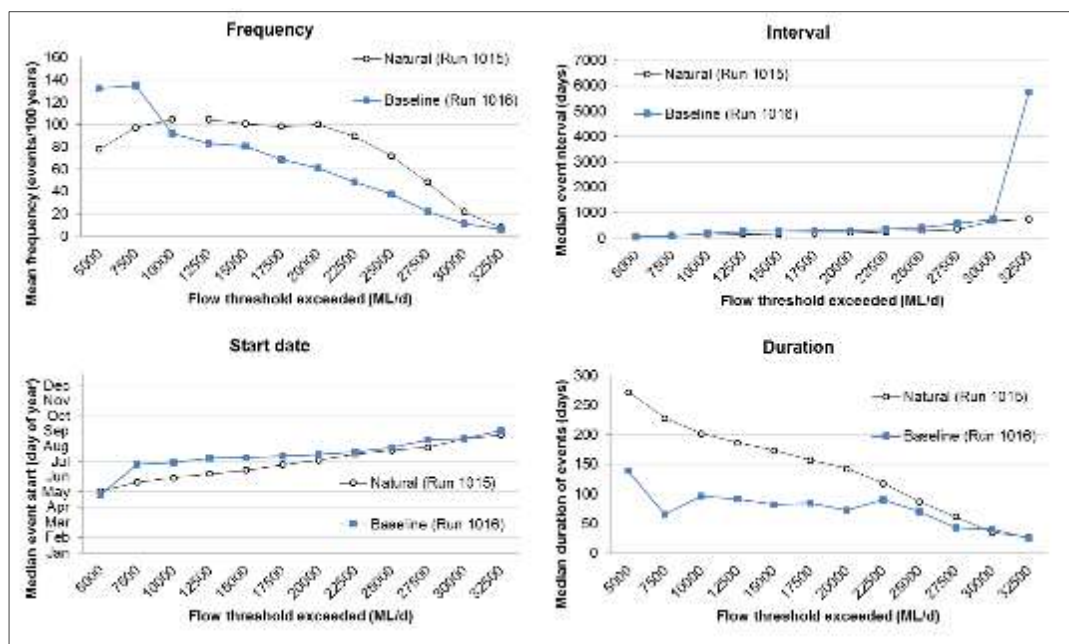 Frequency
Mean frequency (events/100 years)
160
140
120
100
80
60
40
20
0
Natural (Run 1015)
Baseline (Run 1016)
5000
7500
10000
12500
15000
17500
20000
22500
25000
27500
30000
32500
Flow threshold exceeded (ML/d)
Interval
Median event interval (days)
7000
6000
5000
4000
3000
2000
1000
0
Natural (Run 1015)
Baseline (Run 1016)
5000
7500
10000
12500
15000
17500
20000
22500
25000
27500
30000
32500
Flow threshold exceeded (ML/d)
Start date
Median event start (day of year)
Dec
Nov
Oct
Sep
Aug
Jul
Jun
May
Apr
Mar
Feb
Jan
Natural (Run 1015)
Baseline (Run 1016)
5000
7500
10000
12500
15000
17500
20000
22500
25000
27500
30000
32500
Flow threshold exceeded (ML/d)
Duration
Median duration of events (days)
300
250
200
150
100
50
0
Natural (Run 1015)
Baseline (Run 1016)
5000
7500
10000
12500
15000
17500
20000
22500
25000
27500
30000
32500
Flow threshold exceeded (ML/d)